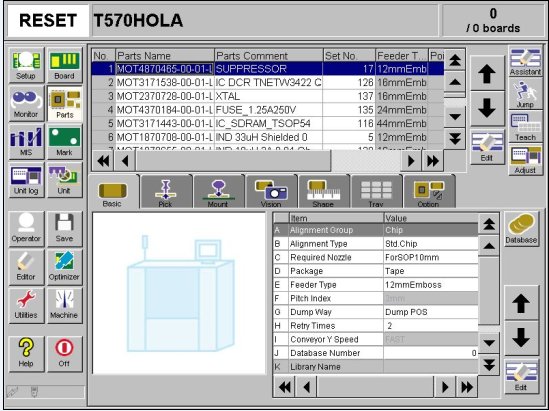 RESET T570HOLA 0
/ 0 boards
No. Parts Name Parts Comment Set No. Feeder T... Poi
1 MOT4870465-00-01-L SUPPRESSOR 17 12mmEmb
2 MOT3171538-00-01-L IC DCR TNETW3422 C 126 16mmEmb
3 MOT2370728-00-01-L XTAL 137 16mmEmb
4 MOT4370184-00-01-L FUSE_1.25A250V 135 24mmEmb
5 MOT3171443-00-01-L IC_SDRAM_TSOP54 116 44mmEmb
6 MOT1870708-00-01-L IND 33uH Shielded 0 5 12mmEmb
Setup Board
Monitor Parts
MIS Mark
Unit log Unit
Operator Save
Editor Optimizer
Utilities Machine
Help Off
Assistant
Jump
Teach
Edit Adjust
Basic Pick Mount Vision Shape Tray Option
Item Value
A Alignment Group Chip
B Alignment Type Std.Chip
C Required Nozzle ForSOP10mm
D Package Tape
E Feeder Type 12mmEmboss
F Pitch Index 2mm
G Dump Way Dump POS
H Retry Times 2
I Conveyor Y Speed FAST
J Database Number 0
K Library Name
Database
Edit